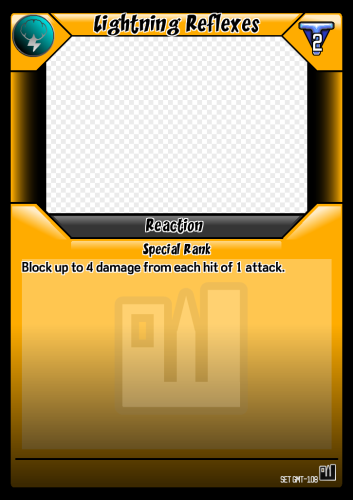 Lightning Reflexes
2
Reaction
Special Rank
Block up to 4 damage from each hit of 1 attack.
SET GMT-108